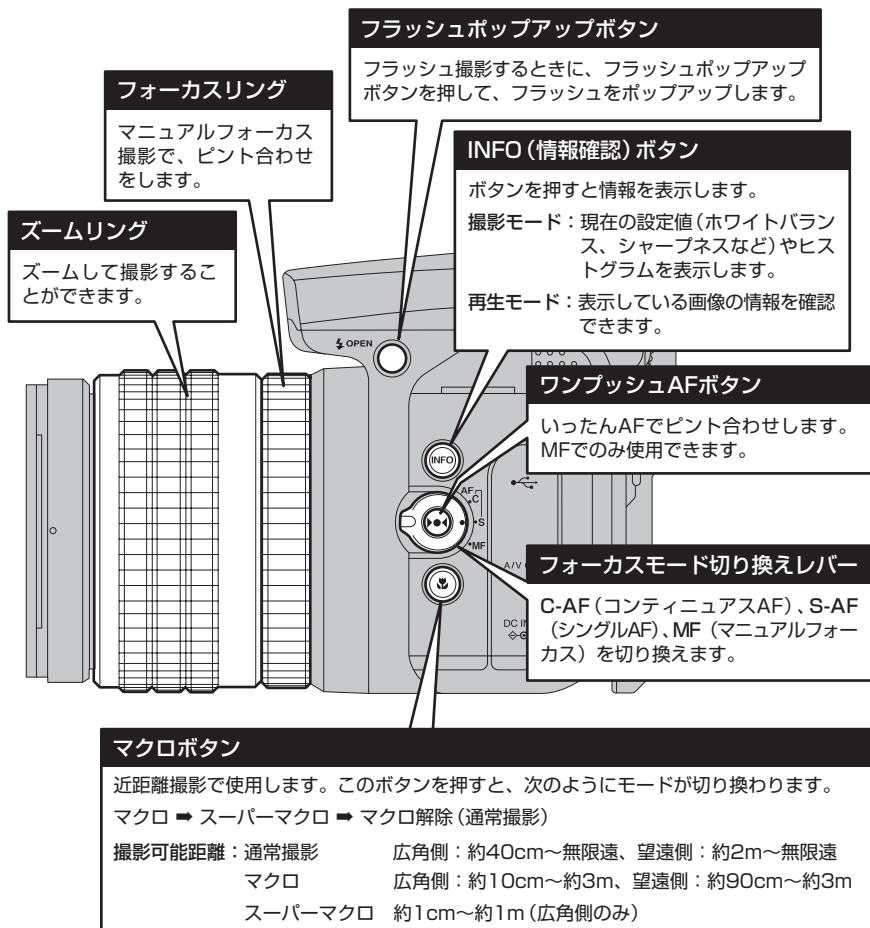 フラッシュポップアップボタン
フラッシュ撮影するときに、フラッシュポップアップ
ボタンを押して、フラッシュをポップアップします。
フォーカスリング
マニュアルフォーカス
撮影で、ピント合わせ
をします。
INFO（情報確認）ボタン
ボタンを押すと情報を表示します。
撮影モード：現在の設定値（ホワイトバラン
ス、シャープネスなど）やヒス
トグラムを表示します。
再生モード：表示している画像の情報を確認
できます。
ズームリング
ズームして撮影するこ
とができます。
OPEN
ワンプッシュAFボタン
いったんAFでピント合わせします。
MFでのみ使用できます。
INFO
AF
C
S
MF
A/V
DC IN
フォーカスモード切り換えレバー
C-AF（コンティニュアスAF）、S-AF
（シングルAF）、MF（マニュアルフォー
カス）を切り換えます。
マクロボタン
近距離撮影で使用します。このボタンを押すと、次のようにモードが切り換わります。
マクロ ➡ スーパーマクロ ➡ マクロ解除（通常撮影）
撮影可能距離：通常撮影 広角側：約40cm～無限遠、望遠側：約2m～無限遠
マクロ 広角側：約10cm～約3m、望遠側：約90cm～約3m
スーパーマクロ 約1cm～約1m（広角側のみ）